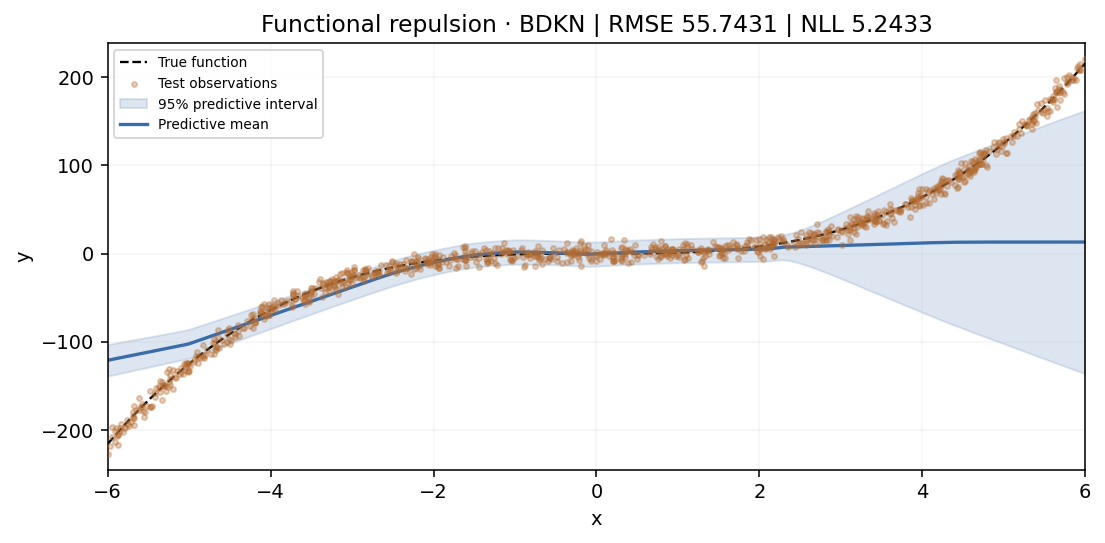 Functional repulsion · BDKN | RMSE 55.7431 | NLL 5.2433
True function
Test observations
95% predictive interval
Predictive mean
200
100
0
−100
−200
y
−6 −4 −2 0 2 4 6
x